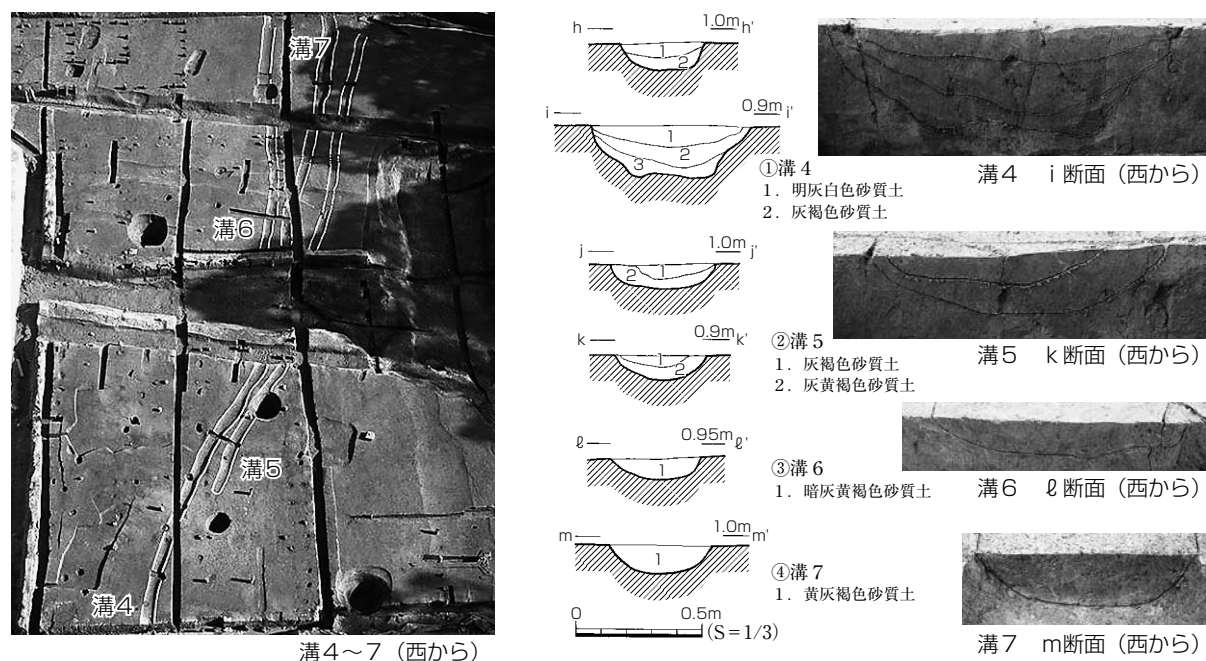 溝7
溝6
溝5
溝4
溝4～7（西から）
h 1.0m h'
1
2
i 0.9m i'
1
2
3
①溝4
1．明灰白色砂質土
2．灰褐色砂質土
j 1.0m j'
1
2
k 0.9m k'
1
2
②溝5
1．灰褐色砂質土
2．灰黄褐色砂質土
ℓ 0.95m ℓ'
1
③溝6
1．暗灰黄褐色砂質土
m 1.0m m'
1
④溝7
1．黄灰褐色砂質土
0 0.5m
(S=1/3)
溝4 i断面（西から）
溝5 k断面（西から）
溝6 ℓ断面（西から）
溝7 m断面（西から）